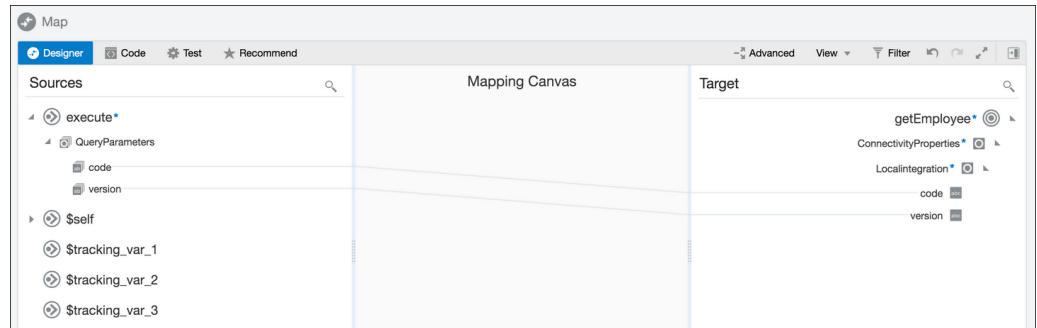 Map
Designer Code Test Recommend Advanced View Filter
Sources Mapping Canvas Target
execute* getEmployee*
QueryParameters ConnectivityProperties*
code Localintegration*
version code
version
$self
$tracking_var_1
$tracking_var_2
$tracking_var_3